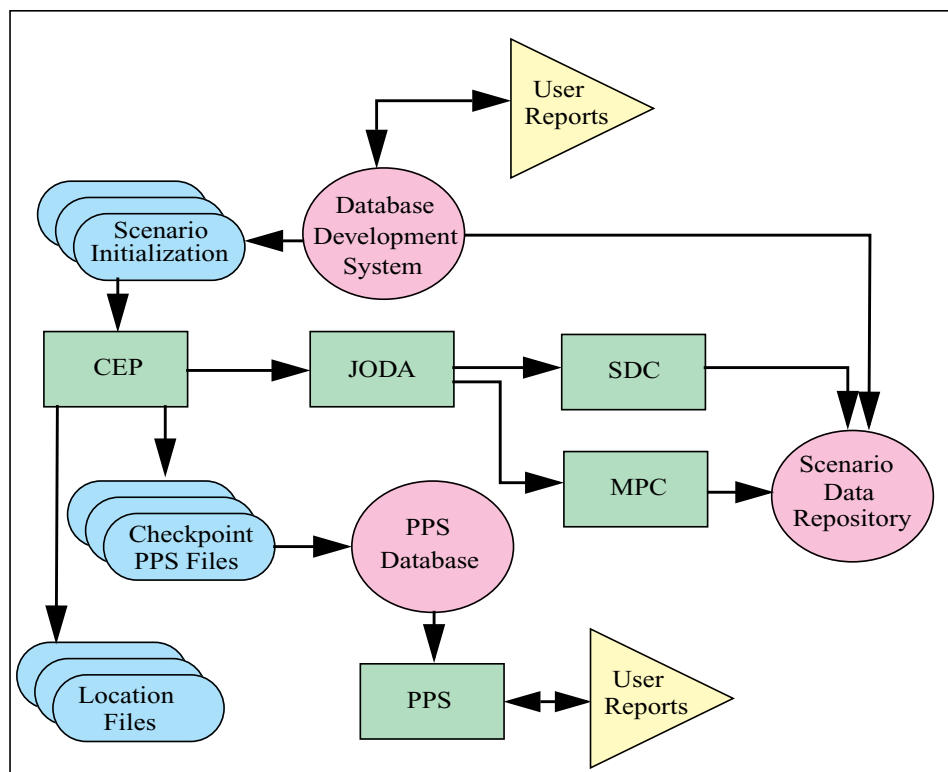 User
Reports
Database
Development
System
Scenario
Initialization
CEP
JODA
SDC
MPC
Scenario
Data
Repository
Checkpoint
PPS Files
PPS
Database
Location
Files
PPS
User
Reports